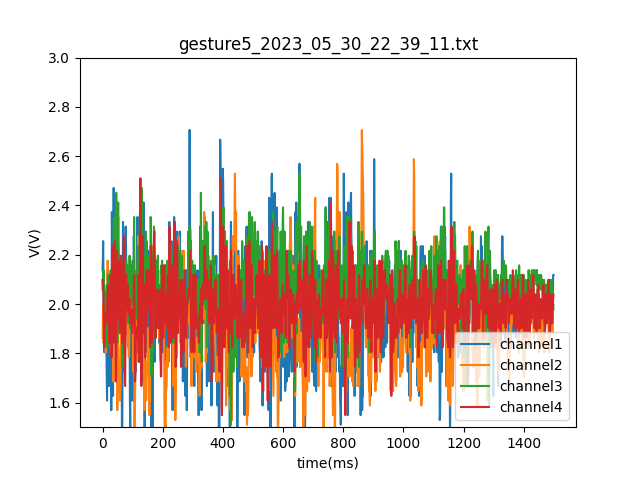 gesture5_2023_05_30_22_39_11.txt
3.0
2.8
2.6
2.4
2.2
2.0
1.8
1.6
V(V)
channel1
channel2
channel3
channel4
0 200 400 600 800 1000 1200 1400
time(ms)